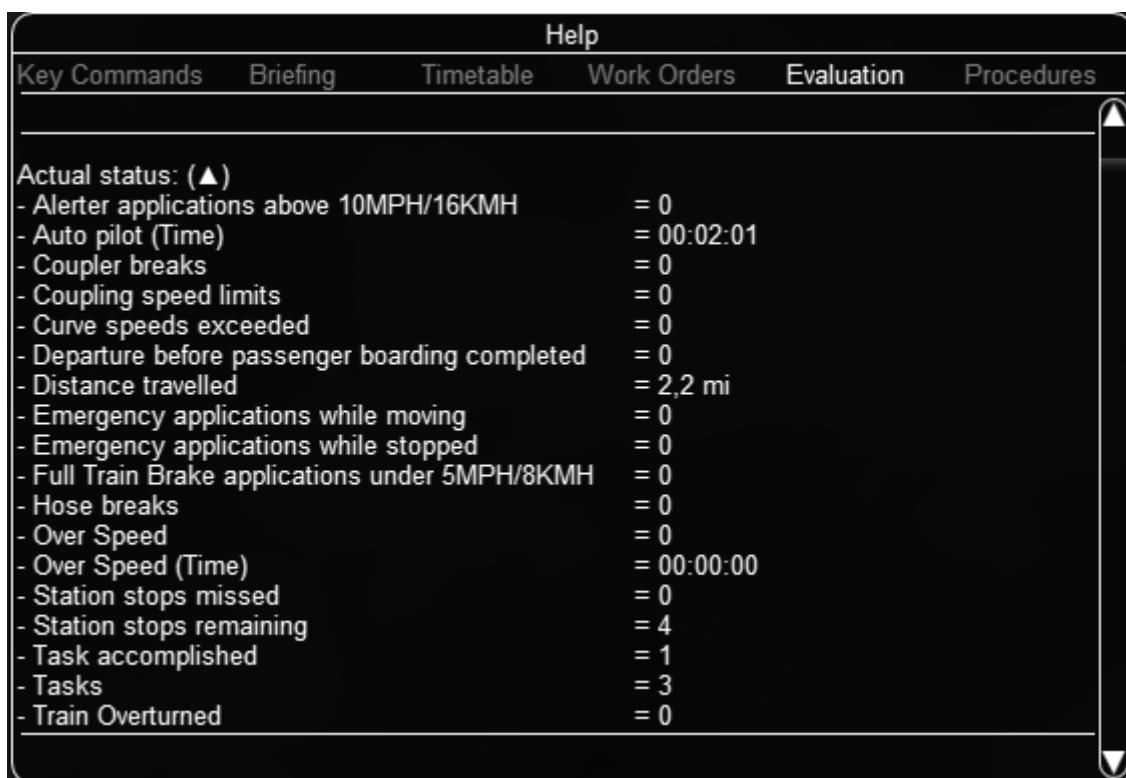 Help
Key Commands Briefing Timetable Work Orders Evaluation Procedures
Actual status: (▲)
- Alerter applications above 10MPH/16KMH = 0
- Auto pilot (Time) = 00:02:01
- Coupler breaks = 0
- Coupling speed limits = 0
- Curve speeds exceeded = 0
- Departure before passenger boarding completed = 0
- Distance travelled = 2,2 mi
- Emergency applications while moving = 0
- Emergency applications while stopped = 0
- Full Train Brake applications under 5MPH/8KMH = 0
- Hose breaks = 0
- Over Speed = 0
- Over Speed (Time) = 00:00:00
- Station stops missed = 0
- Station stops remaining = 4
- Task accomplished = 1
- Tasks = 3
- Train Overturned = 0